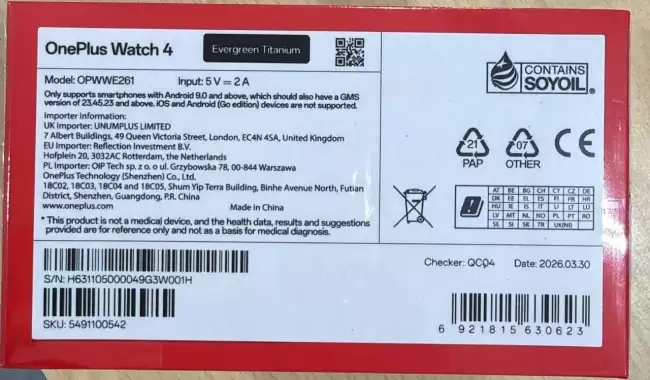 OnePlus Watch 4
Evergreen Titanium
Model: OPWWE261 Input: 5 V = 2 A
Only supports smartphones with Android 9.0 and above, which should also have a GMS
version of 23.45.23 and above. iOS and Android (Go edition) devices are not supported.
Importer Information:
UK Importer: UNUMPLUS LIMITED
7 Albert Buildings, 49 Queen Victoria Street, London, EC4N 4SA, United Kingdom
EU Importer: Reflection Investment B.V.
Hofplein 20, 3032AC Rotterdam, the Netherlands
PL Importer: OIP Tech sp. z o. o ul. Grzybowska 78, 00-844 Warszawa
OnePlus Technology (Shenzhen) Co., Ltd.
18C02, 18C03, 18C04 and 18C05, Shum Yip Terra Building, Binhe Avenue North, Futian
District, Shenzhen, Guangdong, P.R. China
www.oneplus.com Made in China
* This product is not a medical device, and the health data, results and suggestions
provided are for reference only and not as a basis for medical diagnosis.
S/N: H631105000049G3W001H
SKU: 5491100542
CONTAINS
SOYOIL®
21
PAP
07
OTHER
CE
AT BE BG CH CY CZ DE
DK EE EL ES FI FR HR
HU IE IS IT LI LT LU
LV MT NL NO PL PT RO
SE SI SK TR UK(NI)
Checker: QC04 Date: 2026.03.30
6 921815 630623